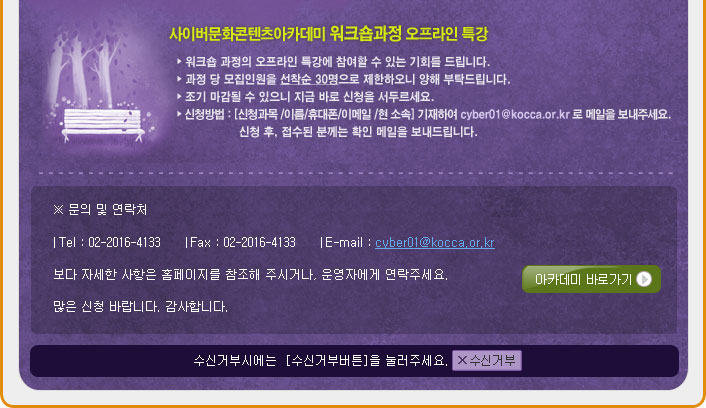 사이버문화콘텐츠아카데미 워크숍과정 오프라인 특강
▸ 워크숍 과정의 오프라인 특강에 참여할 수 있는 기회를 드립니다.
▸ 과정 당 모집인원을 선착순 30명으로 제한하오니 양해 부탁드립니다.
▸ 조기 마감될 수 있으니 지금 바로 신청을 서두르세요.
▸ 신청방법 : [신청과목 /이름/휴대폰/이메일 /현 소속] 기재하여 cyber01@kocca.or.kr 로 메일을 보내주세요.
신청 후, 접수된 분께는 확인 메일을 보내드립니다.
※ 문의 및 연락처
| Tel : 02-2016-4133 | Fax : 02-2016-4133 | E-mail : cyber01@kocca.or.kr
보다 자세한 사항은 홈페이지를 참조해 주시거나, 운영자에게 연락주세요.
아카데미 바로가기
많은 신청 바랍니다. 감사합니다.
수신거부시에는 [수신거부버튼]을 눌러주세요. ×수신거부